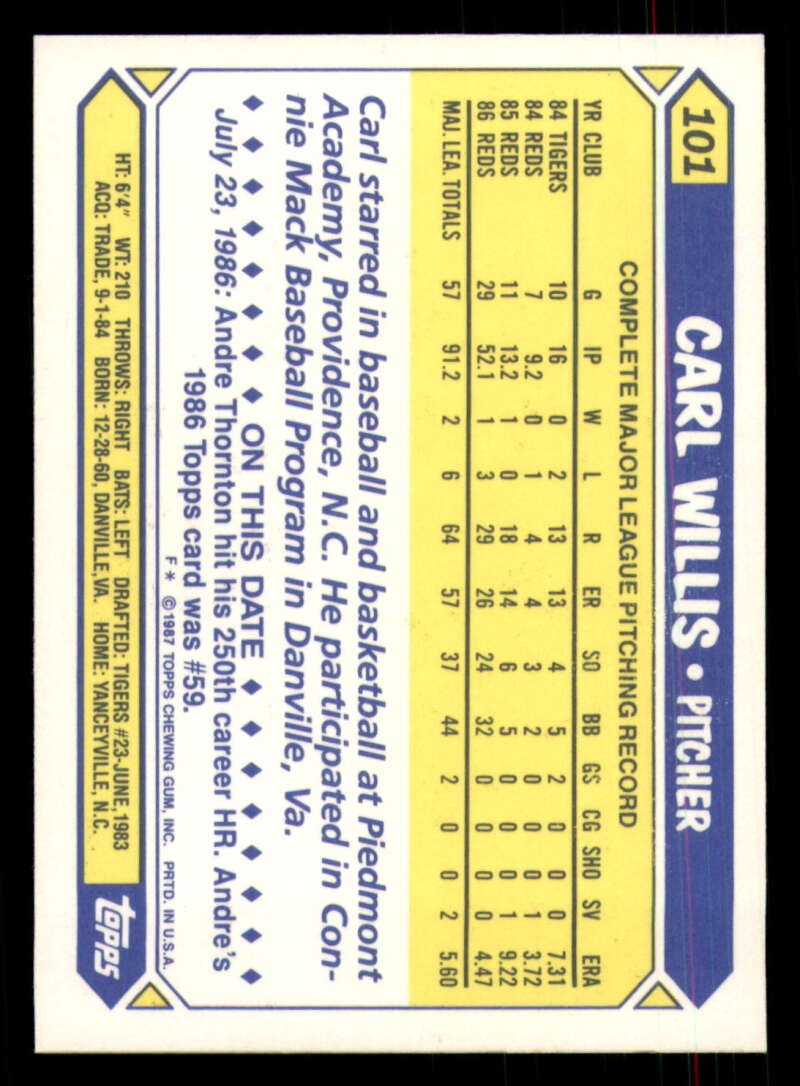 101 CARL WILLIS • PITCHER
COMPLETE MAJOR LEAGUE PITCHING RECORD
YR CLUB G IP W L R ER SO BB GS CG SHO SV ERA
84 TIGERS 10 16 0 2 13 13 4 5 2 0 0 0 7.31
84 REDS 7 9.2 0 1 4 4 3 2 0 0 0 1 3.72
85 REDS 11 13.2 1 0 18 14 6 5 0 0 0 1 9.22
86 REDS 29 52.1 1 3 29 26 24 32 0 0 0 0 4.47
MAJ. LEA. TOTALS 57 91.2 2 6 64 57 37 44 2 0 0 2 5.60
Carl starred in baseball and basketball at Piedmont
Academy, Providence, N.C. He participated in Con-
nie Mack Baseball Program in Danville, Va.
♦ ♦ ♦ ♦ ♦ ♦ ♦ ON THIS DATE ♦ ♦ ♦ ♦ ♦ ♦ ♦
July 23, 1986: Andre Thornton hit his 250th career HR. Andre's
1986 Topps card was #59.
F * ©1987 TOPPS CHEWING GUM, INC. PRTD. IN U.S.A.
HT: 6'4" WT: 210 THROWS: RIGHT BATS: LEFT DRAFTED: TIGERS #23-JUNE, 1983
ACQ: TRADE, 9-1-84 BORN: 12-28-60, DANVILLE, VA. HOME: YANCEYVILLE, N.C.
topps